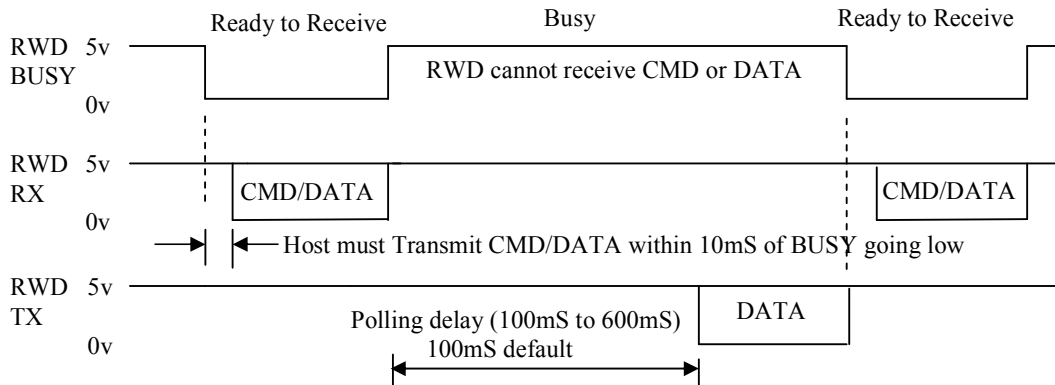 Ready to Receive
Busy
Ready to Receive
RWD 5v
BUSY
RWD cannot receive CMD or DATA
0v
RWD 5v
RX
CMD/DATA
CMD/DATA
0v
Host must Transmit CMD/DATA within 10mS of BUSY going low
RWD 5v
TX
DATA
Polling delay (100mS to 600mS)
0v
100mS default